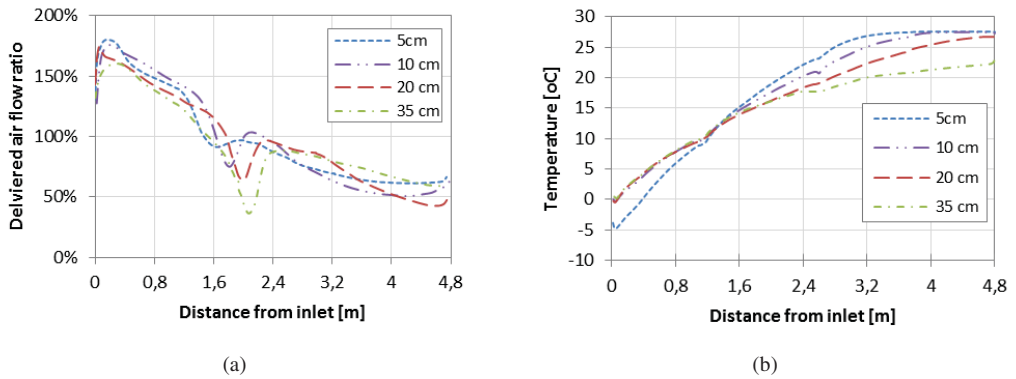 200%
150%
100%
50%
0%
Delviered air flow ratio
5cm
10 cm
20 cm
35 cm
0 0,8 1,6 2,4 3,2 4 4,8
Distance from inlet [m]
(a)
30
25
20
15
10
5
0
-5
-10
Temperature [oC]
5cm
10 cm
20 cm
35 cm
0 0,8 1,6 2,4 3,2 4 4,8
Distance from inlet [m]
(b)